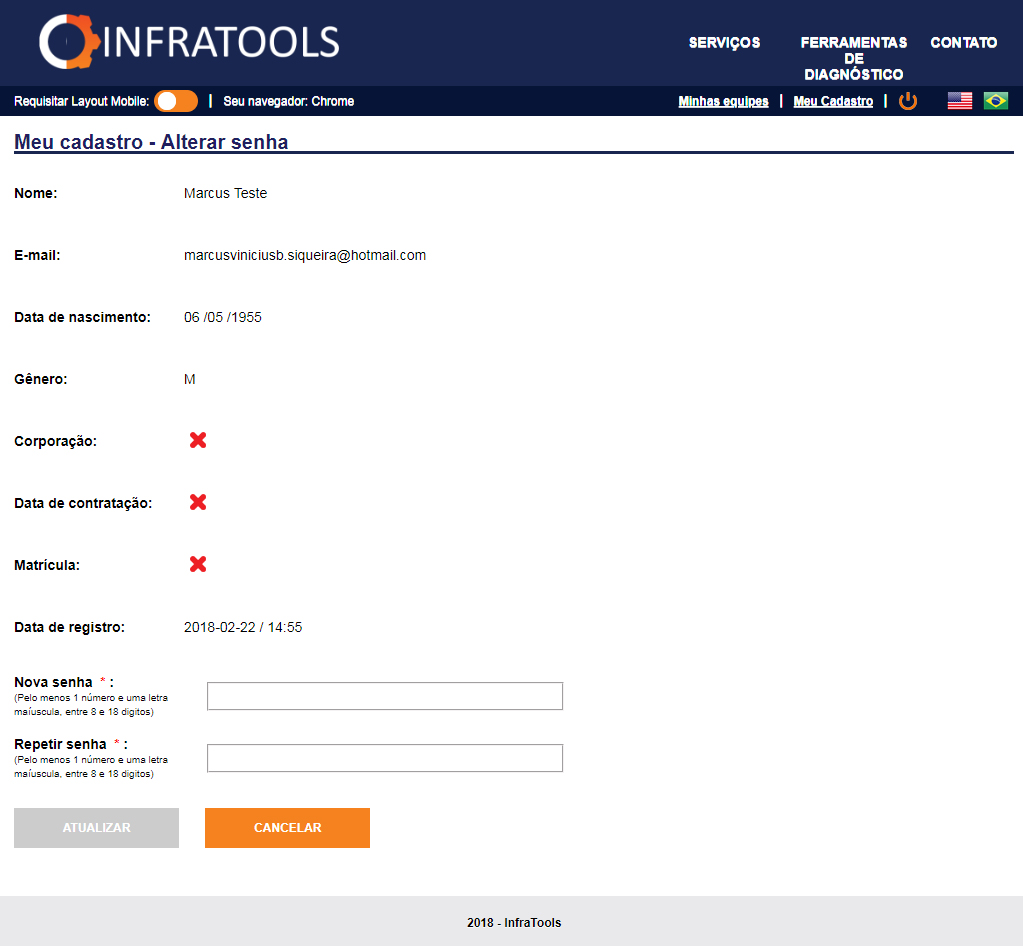 INFRATOOLS
SERVIÇOS
FERRAMENTAS
DE
DIAGNÓSTICO
CONTATO
Requisitar Layout Mobile: | Seu navegador: Chrome
Minhas equipes | Meu Cadastro |
Meu cadastro - Alterar senha
Nome: Marcus Teste
E-mail: marcusviniciusb.siqueira@hotmail.com
Data de nascimento: 06 /05 /1955
Gênero: M
Corporação:
Data de contratação:
Matrícula:
Data de registro: 2018-02-22 / 14:55
Nova senha * :
(Pelo menos 1 número e uma letra
maíuscula, entre 8 e 18 digitos)
Repetir senha * :
(Pelo menos 1 número e uma letra
maíuscula, entre 8 e 18 digitos)
ATUALIZAR CANCELAR
2018 - InfraTools